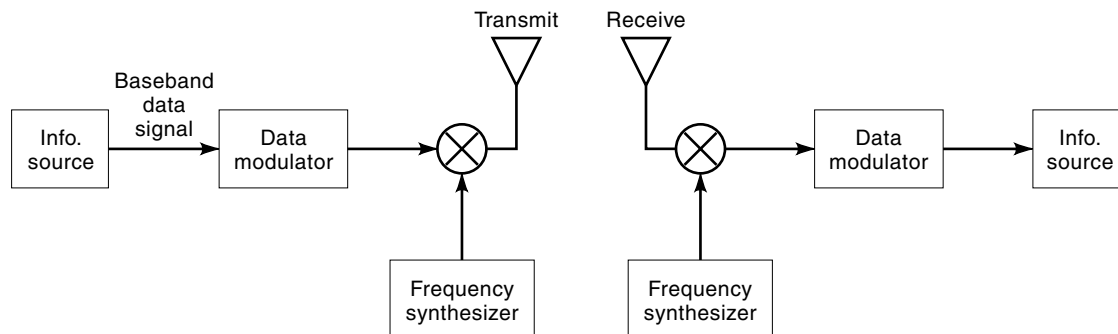 Transmit
Receive
Baseband
data
signal
Info.
source
Data
modulator
Data
modulator
Info.
source
Frequency
synthesizer
Frequency
synthesizer